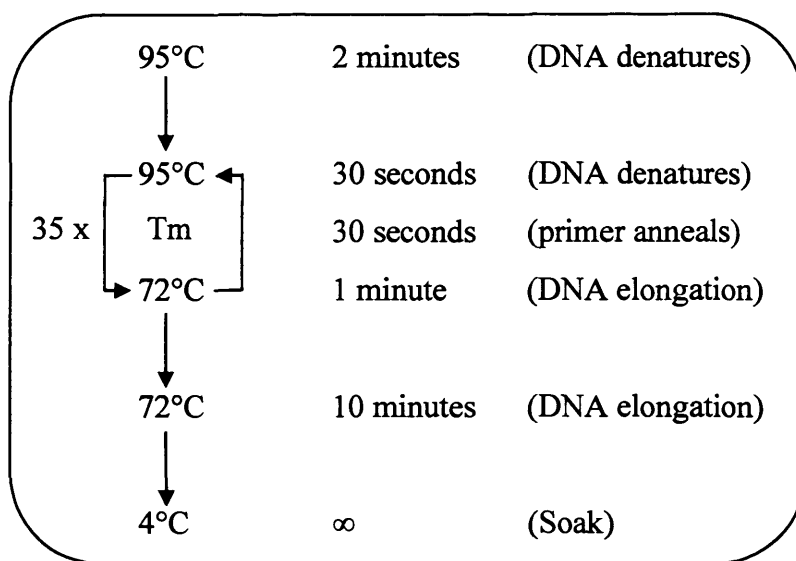 95°C 2 minutes (DNA denatures)
95°C 30 seconds (DNA denatures)
35 x Tm 30 seconds (primer anneals)
72°C 1 minute (DNA elongation)
72°C 10 minutes (DNA elongation)
4°C ∞ (Soak)